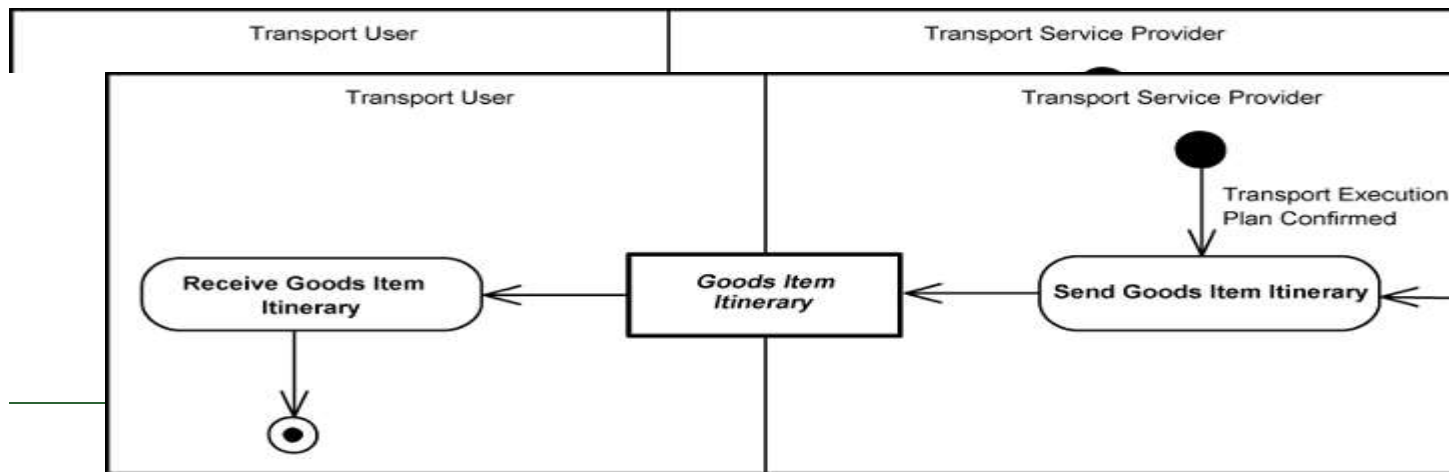 Transport User
Transport Service Provider
Transport User
Transport Service Provider
Transport Execution
Plan Confirmed
Receive Goods Item
Itinerary
Goods Item
Itinerary
Send Goods Item Itinerary